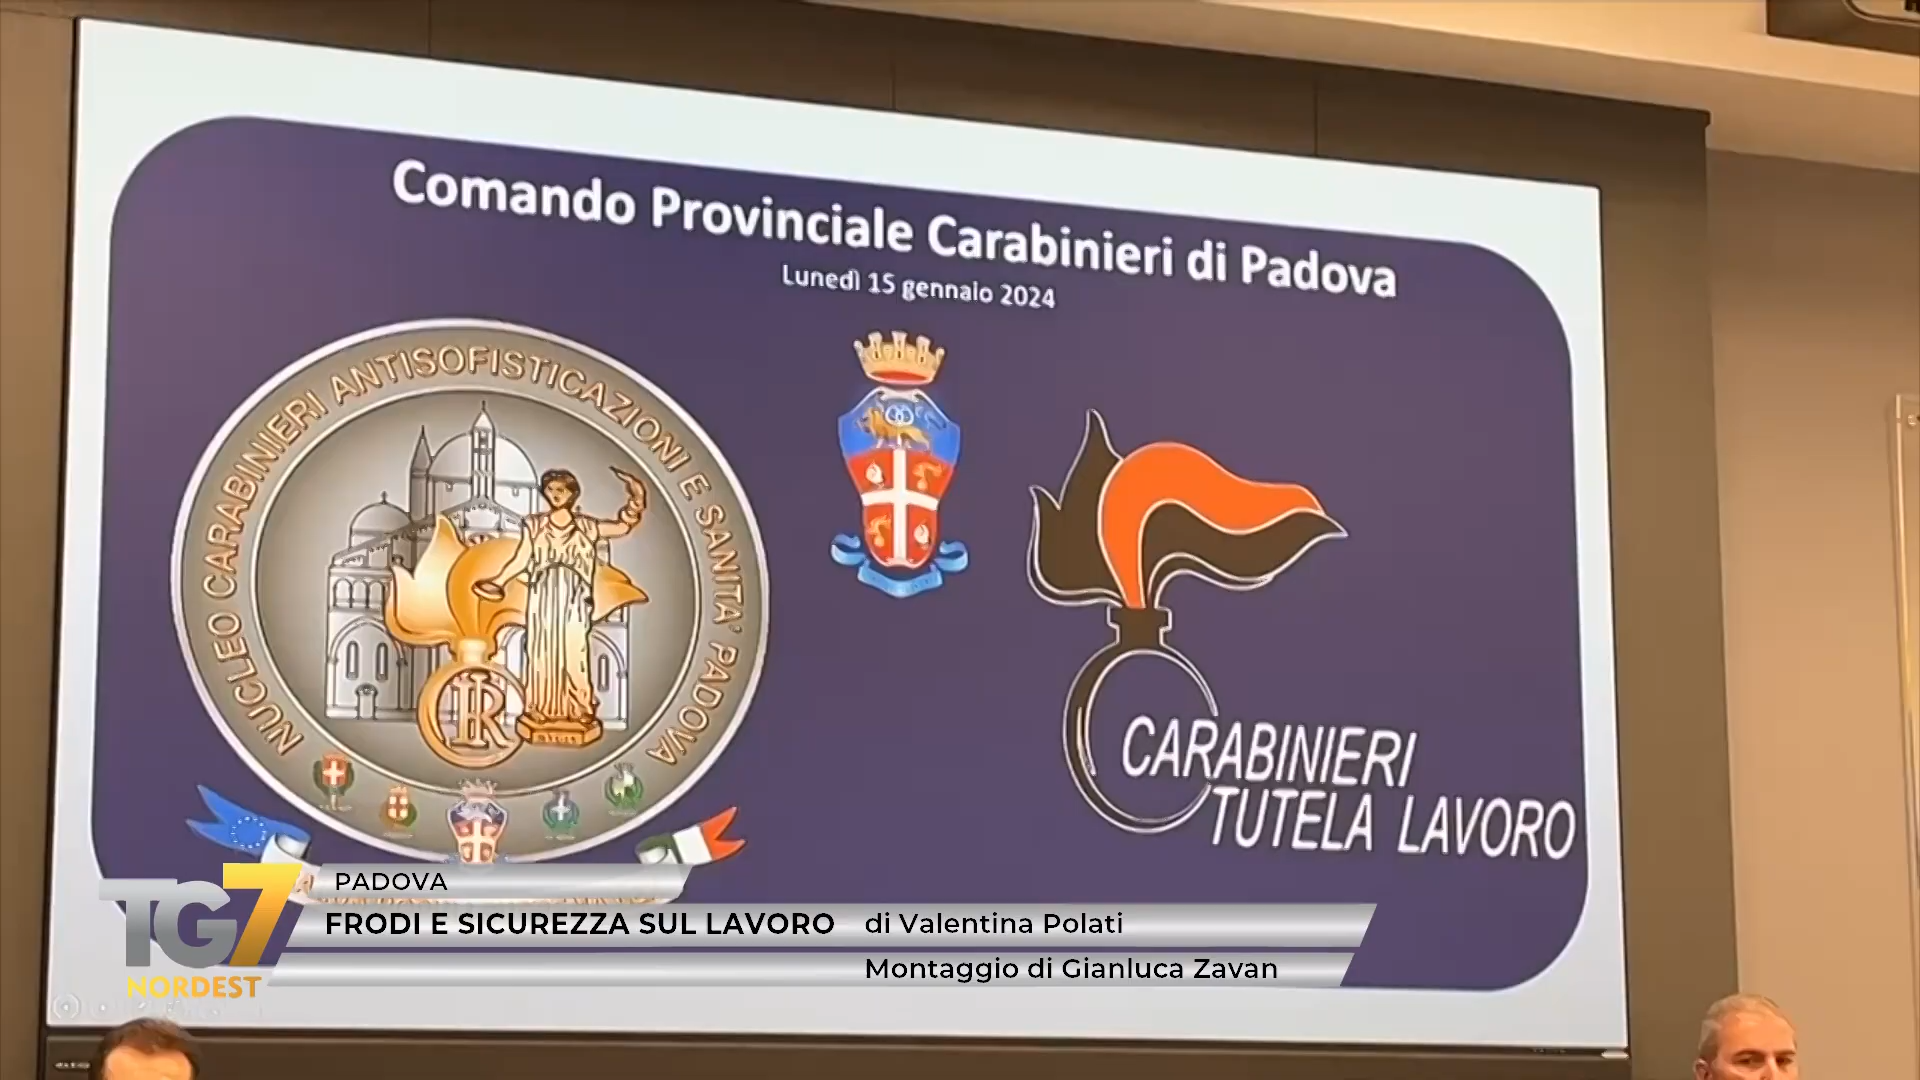 Comando Provinciale Carabinieri di Padova
Lunedì 15 gennaio 2024
NUCLEO CARABINIERI ANTISOFISTICAZIONI E SANITA' PADOVA
CARABINIERI
TUTELA LAVORO
TG7
NORDEST
PADOVA
FRODI E SICUREZZA SUL LAVORO di Valentina Polati
Montaggio di Gianluca Zavan